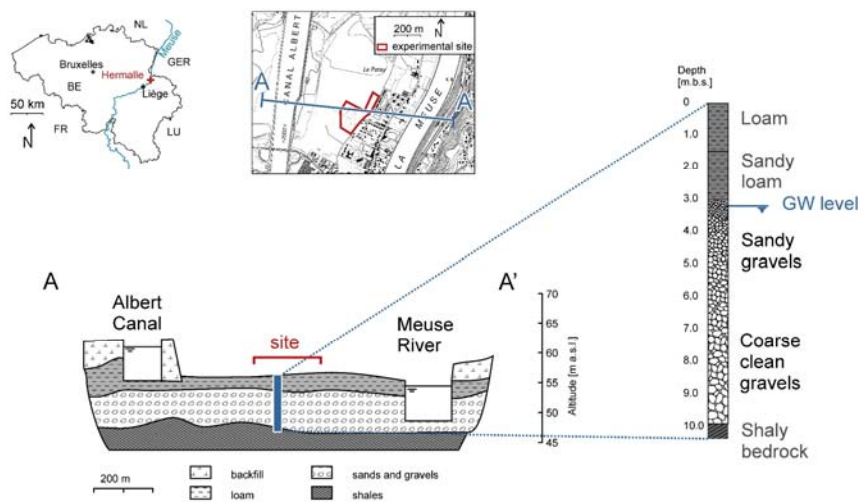 NL
Meuse
GER
Bruxelles
Hermalle
BE
Liège
50 km
FR
LU
N
200 m
N
experimental site
CANAL ALBERT
Le Patay
A
A'
MEUSE
LA
Depth
[m.b.s.]
0
1.0
2.0
3.0
4.0
5.0
6.0
7.0
8.0
9.0
10.0
Loam
Sandy
loam
GW level
Sandy
gravels
Coarse
clean
gravels
Shaly
bedrock
A
A'
Albert
Canal
site
Meuse
River
70
65
60
55
50
45
Altitude [m a.s.l]
200 m
backfill
sands and gravels
loam
shales